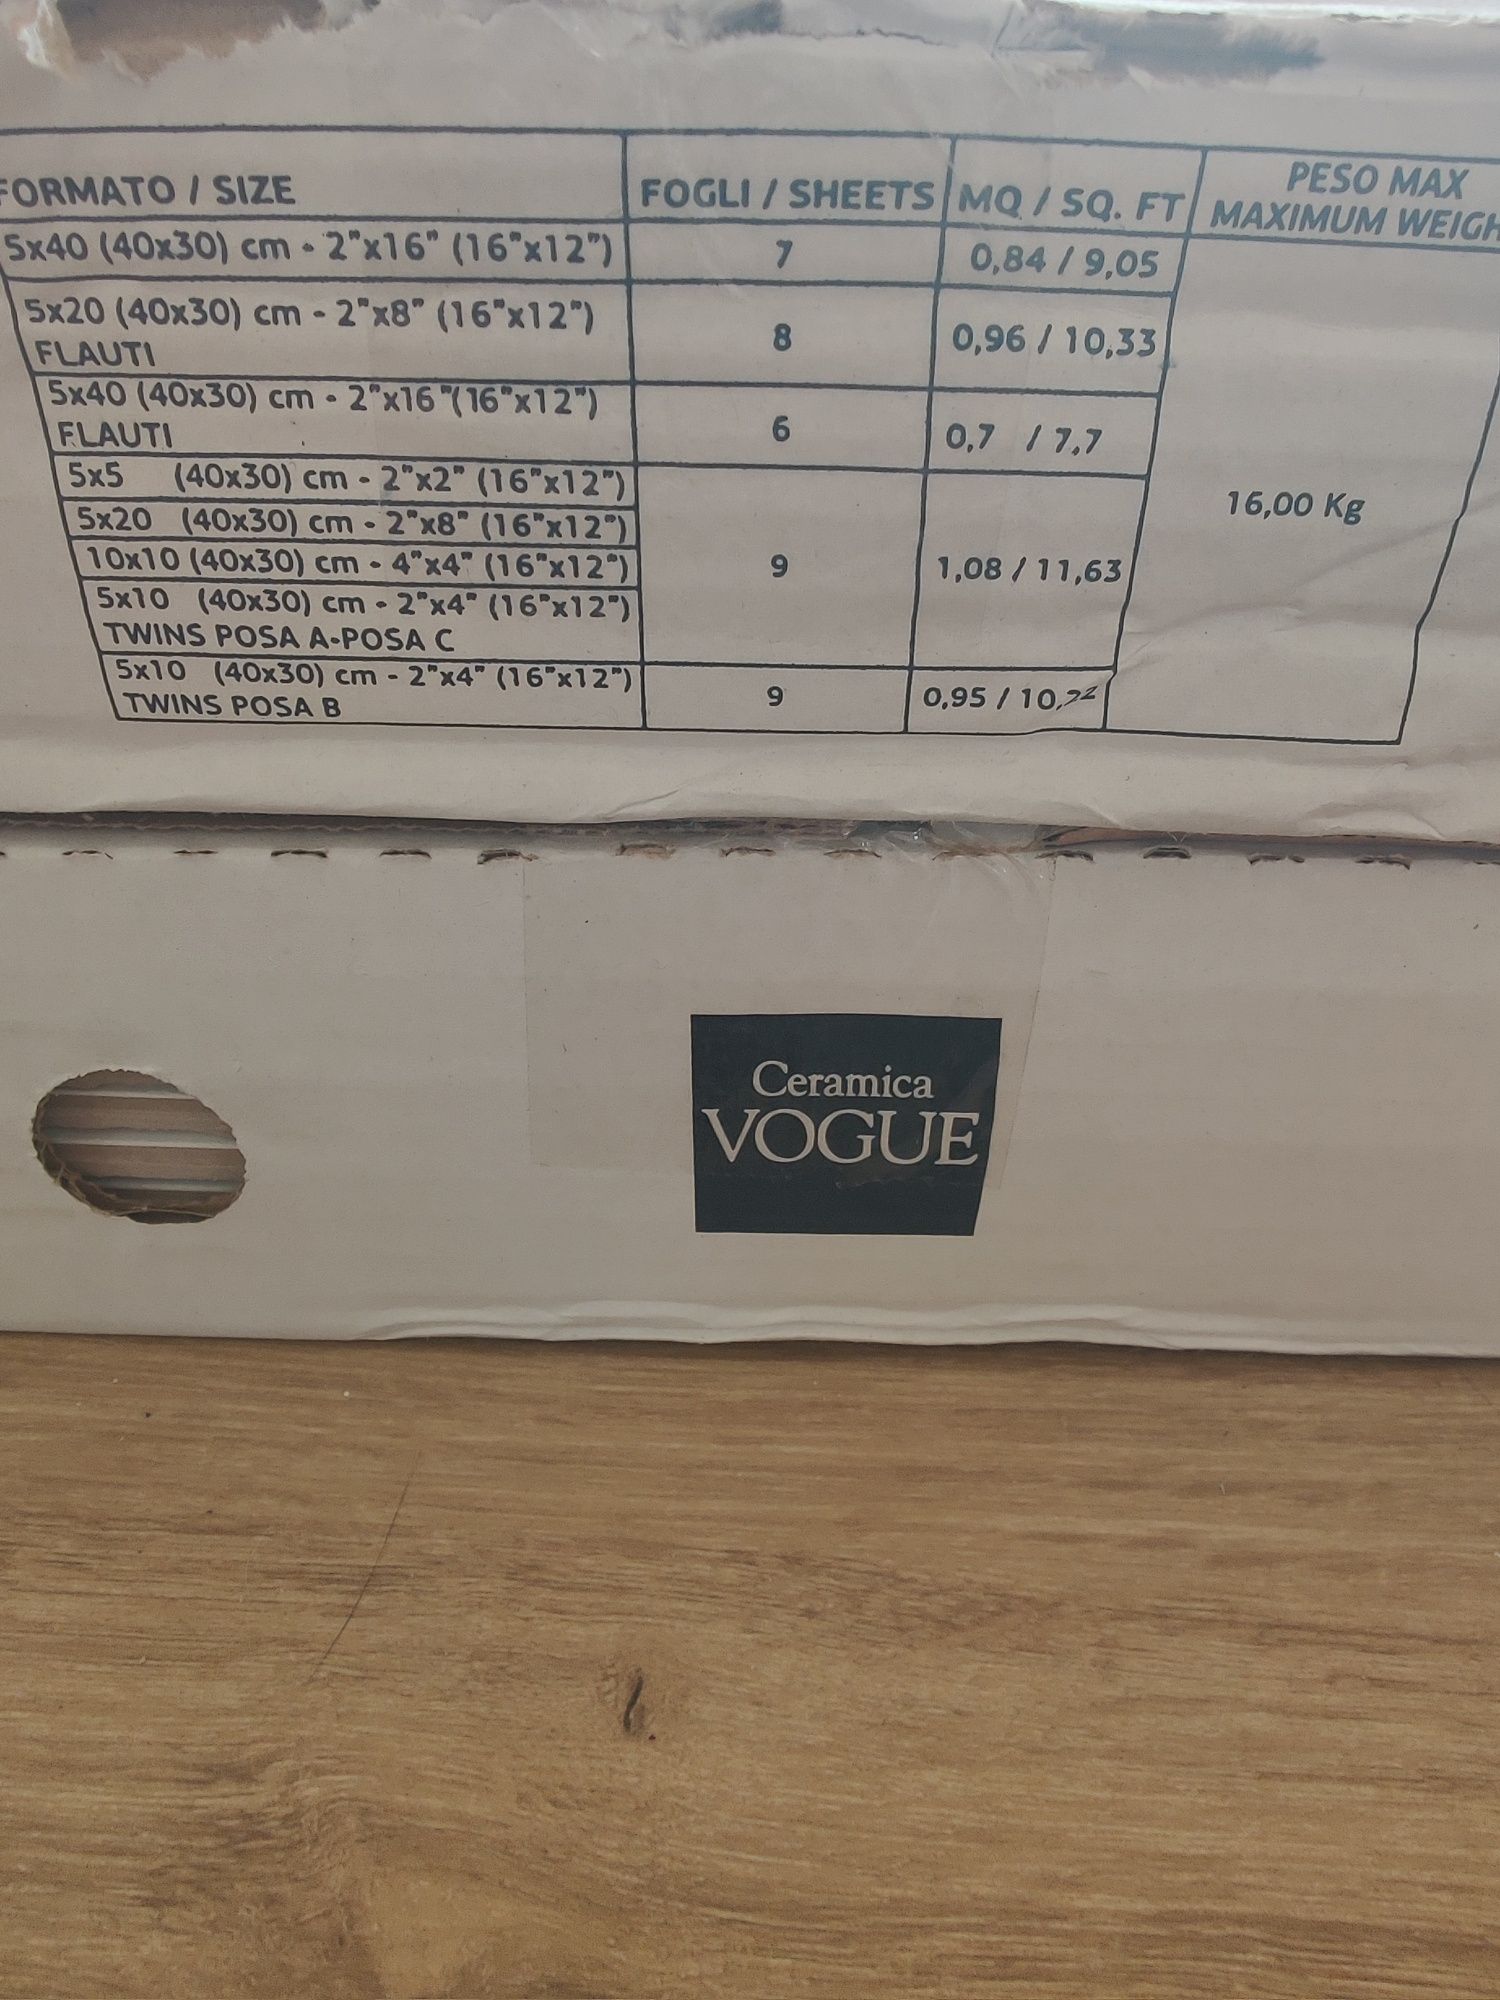 FORMATO / SIZE FOGLI / SHEETS MQ / SQ. FT PESO MAX
MAXIMUM WEIGH
5x40 (40x30) cm - 2"x16" (16"x12") 7 0,84 / 9,05
5x20 (40x30) cm - 2"x8" (16"x12")
FLAUTI 8 0,96 / 10,33
5x40 (40x30) cm - 2"x16"(16"x12")
FLAUTI 6 0,7 / 7,7
5x5 (40x30) cm - 2"x2" (16"x12")
5x20 (40x30) cm - 2"x8" (16"x12")
10x10 (40x30) cm - 4"x4" (16"x12") 9 1,08 / 11,63
5x10 (40x30) cm - 2"x4" (16"x12")
TWINS POSA A-POSA C
5x10 (40x30) cm - 2"x4" (16"x12")
TWINS POSA B 9 0,95 / 10,22
16,00 Kg
Ceramica
VOGUE